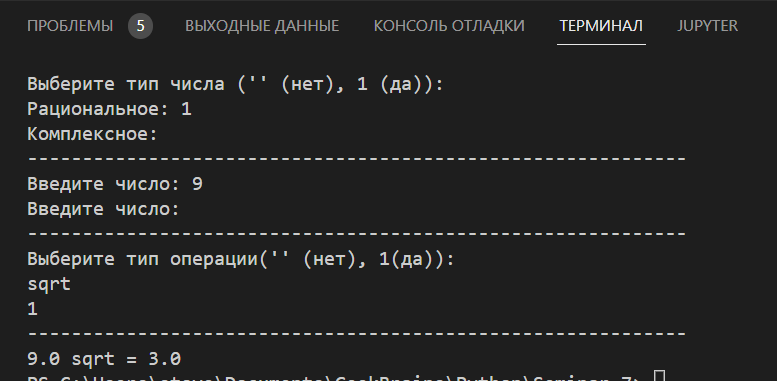 ПРОБЛЕМЫ 5 ВЫХОДНЫЕ ДАННЫЕ КОНСОЛЬ ОТЛАДКИ ТЕРМИНАЛ JUPYTER
Выберите тип числа ('' (нет), 1 (да)):
Рациональное: 1
Комплексное:
------------------------------------------------------------
Введите число: 9
Введите число:
------------------------------------------------------------
Выберите тип операции('' (нет), 1(да)):
sqrt
1
------------------------------------------------------------
9.0 sqrt = 3.0